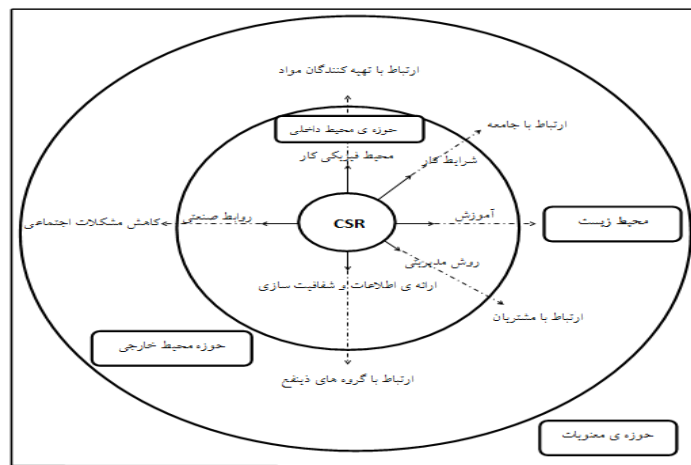 ارتباط با تهیه کنندگان مواد
حوزه ی محیط داخلی
ارتباط با جامعه
محیط فیزیکی کار
شرایط کار
CSR
آموزش
محیط زیست
روابط صنعتی
کاهش مشکلات اجتماعی
روش مدیریتی
ارائه ی اطلاعات و شفافیت سازی
ارتباط با مشتریان
حوزه محیط خارجی
ارتباط با گروه های ذینفع
حوزه ی معنویات